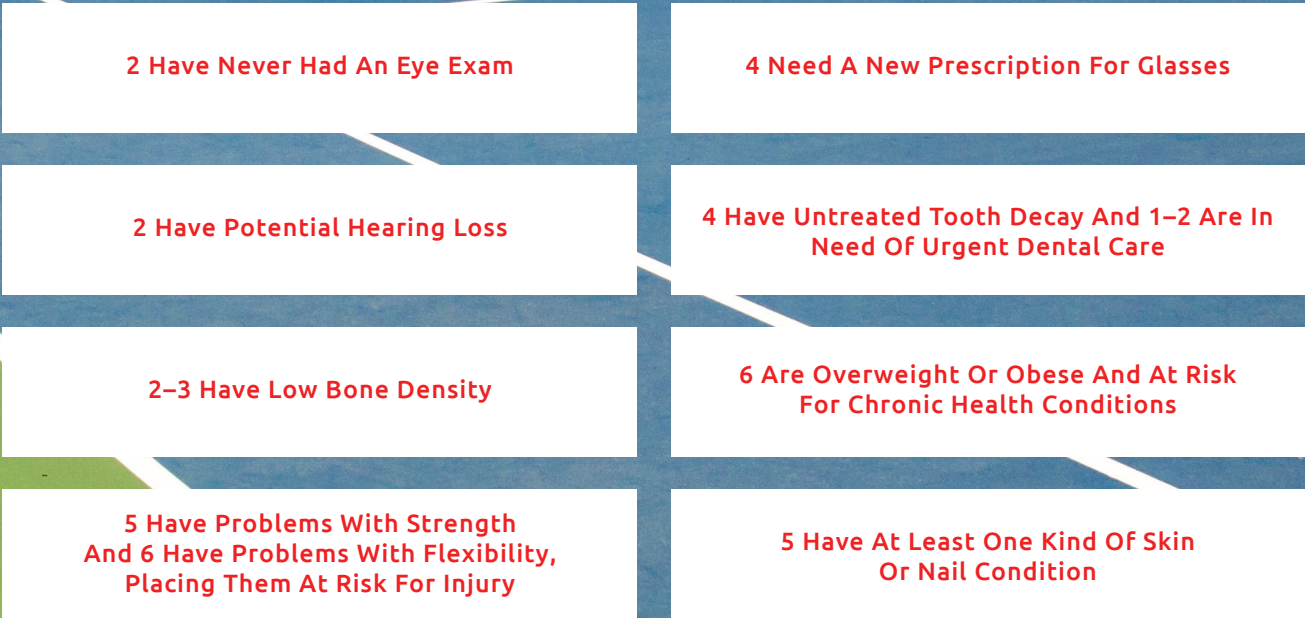 2 Have Never Had An Eye Exam
4 Need A New Prescription For Glasses
2 Have Potential Hearing Loss
4 Have Untreated Tooth Decay And 1–2 Are In
Need Of Urgent Dental Care
2–3 Have Low Bone Density
6 Are Overweight Or Obese And At Risk
For Chronic Health Conditions
5 Have Problems With Strength
And 6 Have Problems With Flexibility,
Placing Them At Risk For Injury
5 Have At Least One Kind Of Skin
Or Nail Condition